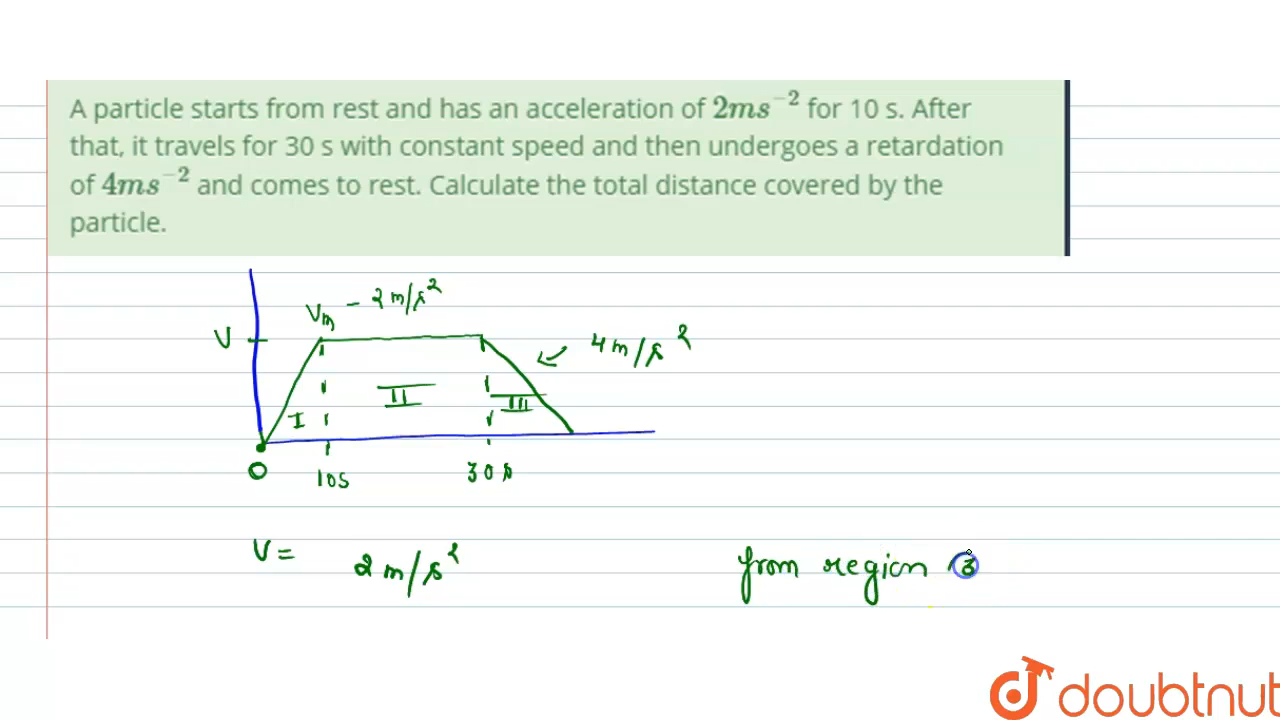 A particle starts from rest and has an acceleration of 2ms⁻² for 10 s. After
that, it travels for 30 s with constant speed and then undergoes a retardation
of 4ms⁻² and comes to rest. Calculate the total distance covered by the
particle.
Vm - 2 m/s²
V
4 m/s²
I
II
III
O
10s
30s
V =
2 m/s²
from region (3
doubtnut